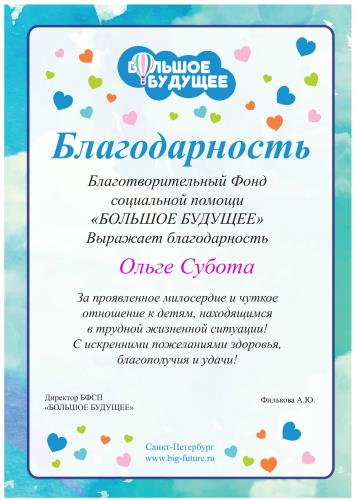 БОЛЬШОЕ
БУДУЩЕЕ
Благодарность
Благотворительный Фонд
социальной помощи
«БОЛЬШОЕ БУДУЩЕЕ»
Выражает благодарность
Ольге Субота
За проявленное милосердие и чуткое
отношение к детям, находящимся
в трудной жизненной ситуации!
С искренними пожеланиями здоровья,
благополучия и удачи!
Директор БФСП
«БОЛЬШОЕ БУДУЩЕЕ»
Филькова А.Ю.
Санкт-Петербург
www.big-future.ru